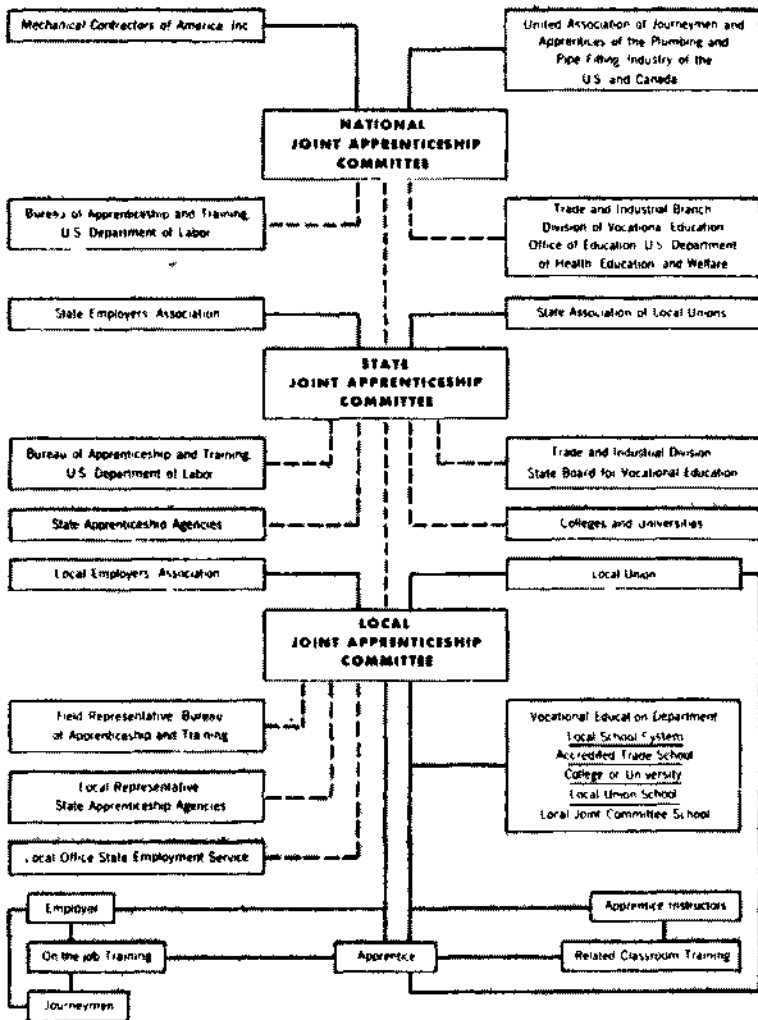 Mechanical Contractors of America Inc
United Association of Journeymen and
Apprentices of the Plumbing and
Pipe Fitting Industry of the
U.S. and Canada
NATIONAL
JOINT APPRENTICESHIP
COMMITTEE
Bureau of Apprenticeship and Training
U.S. Department of Labor
Trade and Industrial Branch
Division of Vocational Education
Office of Education U.S. Department
of Health Education and Welfare
State Employers Association
State Association of Local Unions
STATE
JOINT APPRENTICESHIP
COMMITTEE
Bureau of Apprenticeship and Training
U.S. Department of Labor
Trade and Industrial Division
State Board for Vocational Education
State Apprenticeship Agencies
Colleges and Universities
Local Employers Association
Local Union
LOCAL
JOINT APPRENTICESHIP
COMMITTEE
Field Representative Bureau
of Apprenticeship and Training
Vocational Education Department
Local School System
Accredited Trade School
College or University
Local Union School
Local Joint Committee School
Local Representative
State Apprenticeship Agencies
Local Office State Employment Service
Employer
Apprentice Instructors
On the job Training
Apprentice
Related Classroom Training
Journeymen